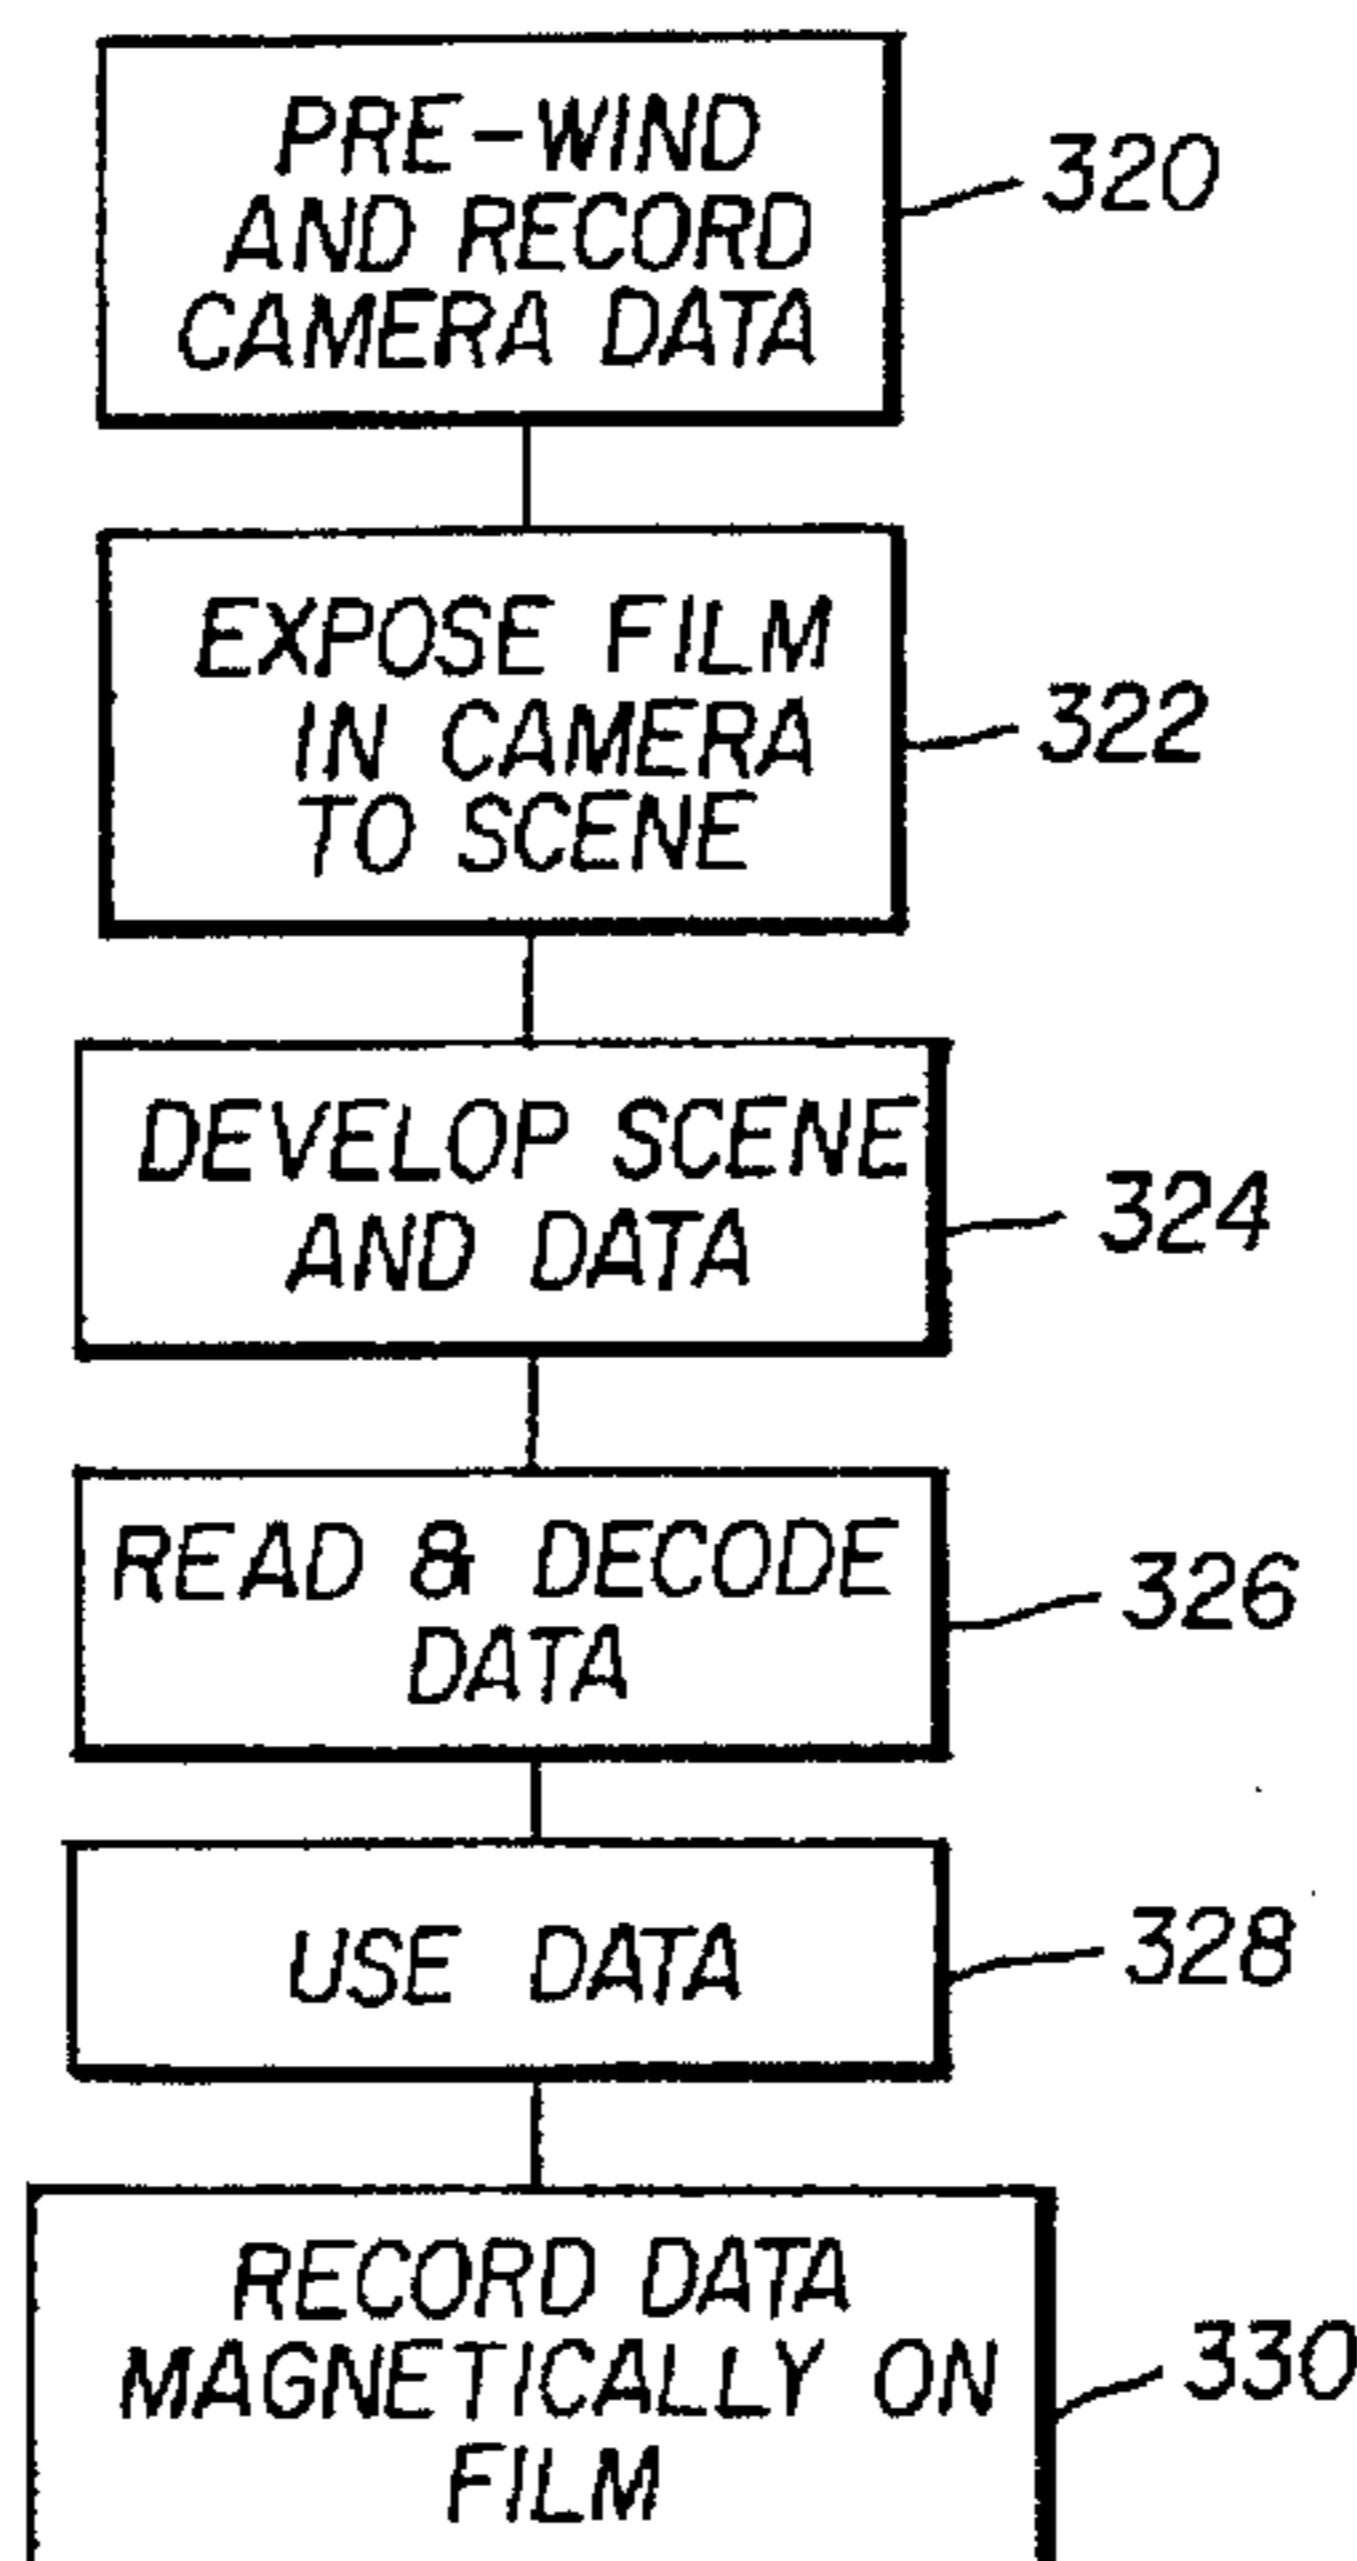 PRE-WIND
AND RECORD
CAMERA DATA
320
EXPOSE FILM
IN CAMERA
TO SCENE
322
DEVELOP SCENE
AND DATA
324
READ & DECODE
DATA
326
USE DATA
328
RECORD DATA
MAGNETICALLY ON
FILM
330